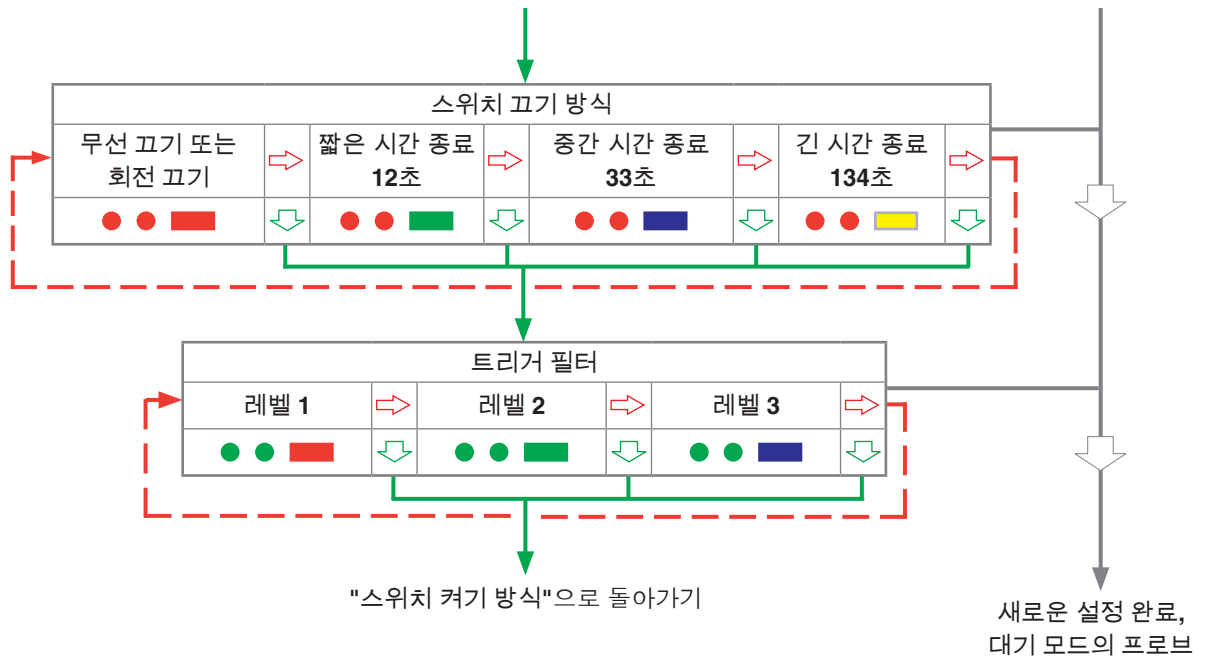 스위치 끄기 방식
무선 끄기 또는
회전 끄기
짧은 시간 종료
12초
중간 시간 종료
33초
긴 시간 종료
134초
트리거 필터
레벨 1
레벨 2
레벨 3
"스위치 켜기 방식"으로 돌아가기
새로운 설정 완료,
대기 모드의 프로브